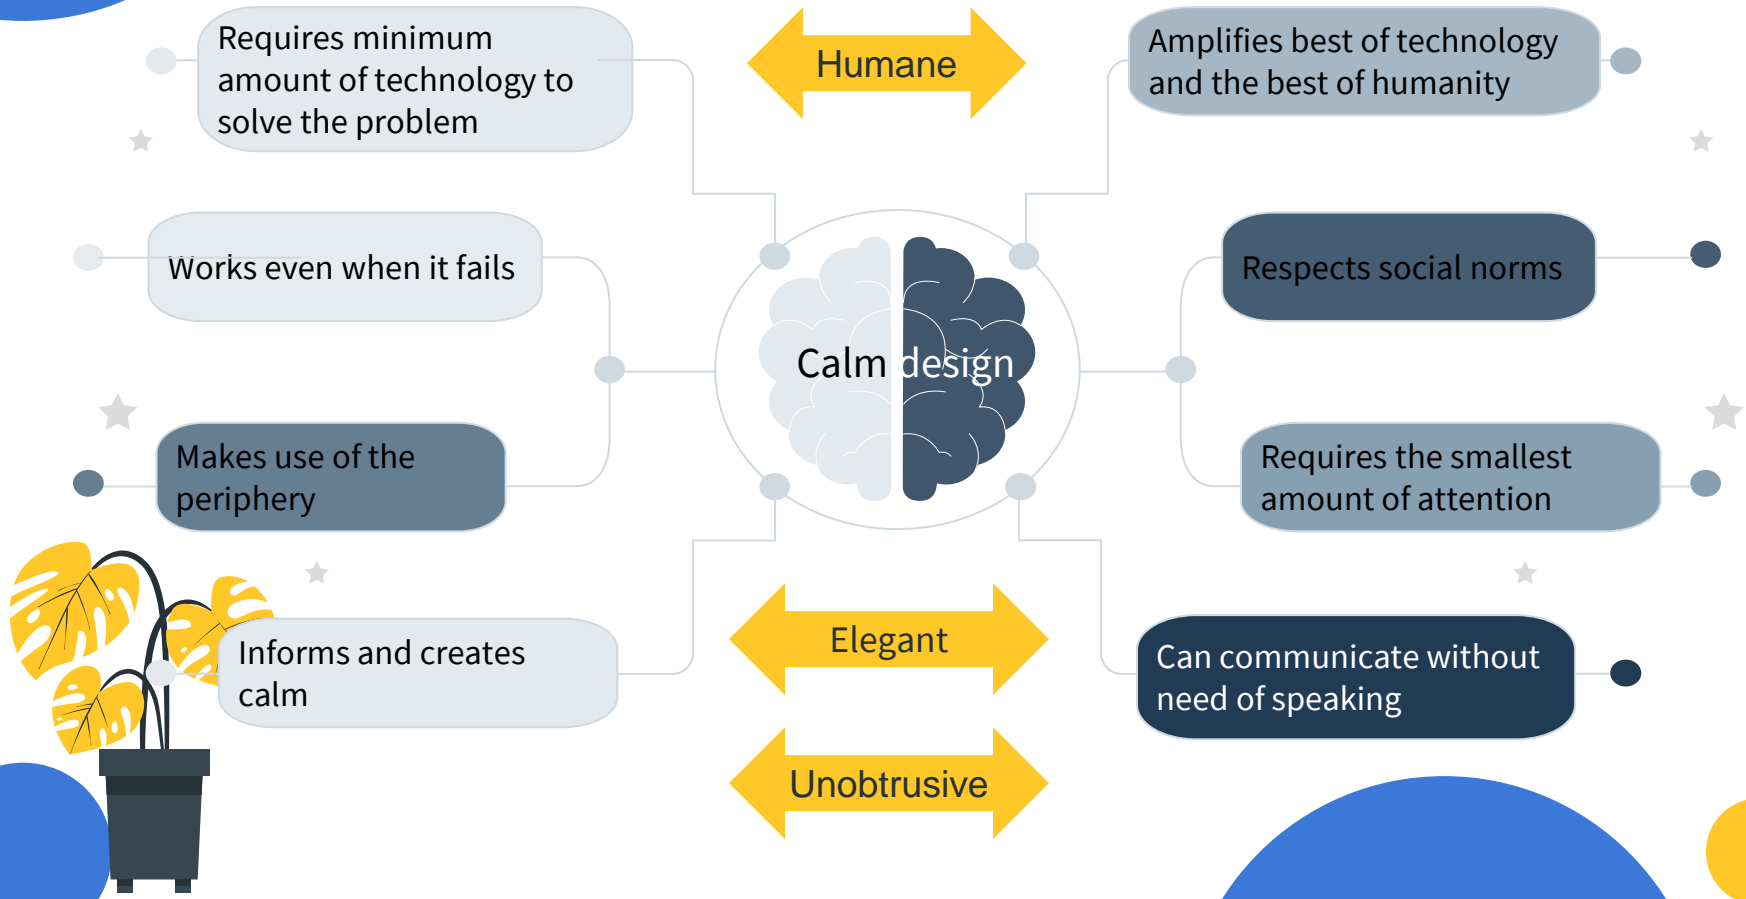 Requires minimum
amount of technology to
solve the problem
Humane
Amplifies best of technology
and the best of humanity
Works even when it fails
Respects social norms
Calm design
Makes use of the
periphery
Requires the smallest
amount of attention
Informs and creates
calm
Elegant
Can communicate without
need of speaking
Unobtrusive